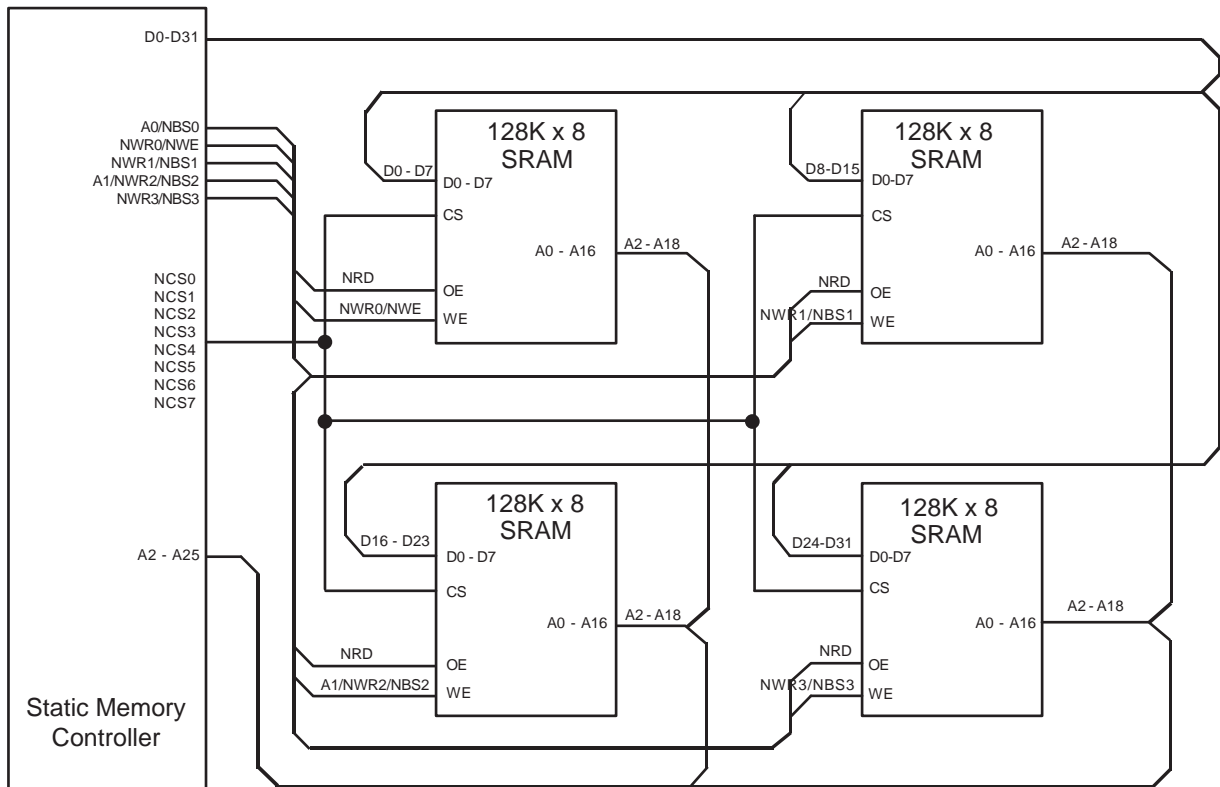 D0-D31
A0/NBS0
NWR0/NWE
NWR1/NBS1
A1/NWR2/NBS2
NWR3/NBS3
NCS0
NCS1
NCS2
NCS3
NCS4
NCS5
NCS6
NCS7
A2 - A25
Static Memory
Controller
128K x 8
SRAM
D0 - D7
D0 - D7
CS
A0 - A16
A2 - A18
NRD
OE
NWR0/NWE
WE
128K x 8
SRAM
D8-D15
D0-D7
CS
A0 - A16
A2 - A18
NRD
OE
NWR1/NBS1
WE
128K x 8
SRAM
D16 - D23
D0 - D7
CS
A0 - A16
A2 - A18
NRD
OE
A1/NWR2/NBS2
WE
128K x 8
SRAM
D24-D31
D0-D7
CS
A0 - A16
A2 - A18
NRD
OE
NWR3/NBS3
WE